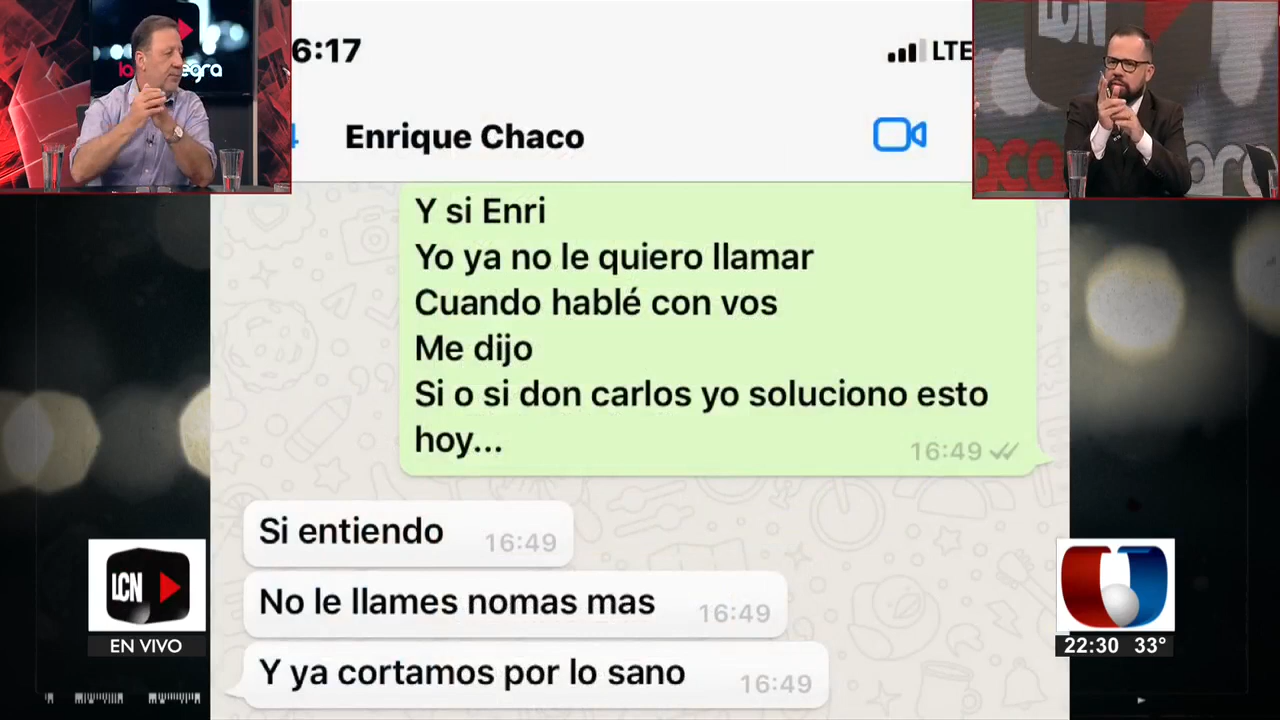 6:17
LTE
LCN
egra
Enrique Chaco
Y si Enri
Yo ya no le quiero llamar
Cuando hablé con vos
Me dijo
Si o si don carlos yo soluciono esto
hoy...
16:49
Si entiendo
16:49
No le llames nomas mas
16:49
Y ya cortamos por lo sano
16:49
LCN
EN VIVO
22:30 33°